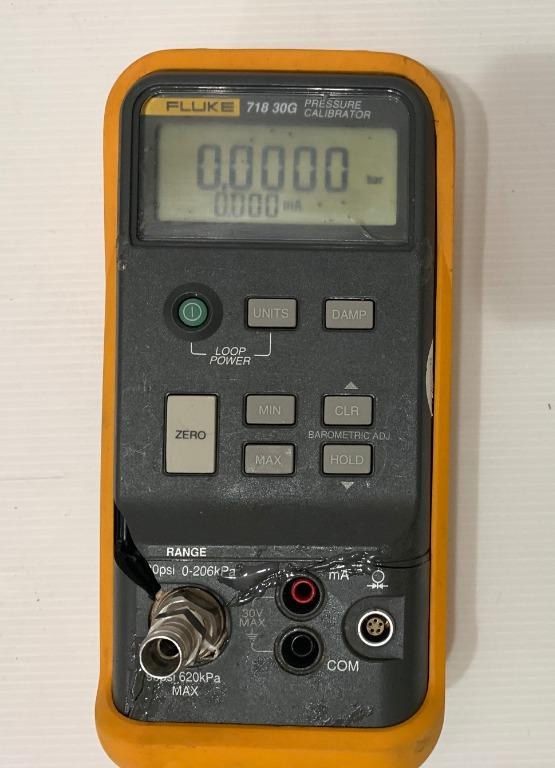 FLUKE 718 30G PRESSURE CALIBRATOR
0.0000 bar
0.000 mA
UNITS DAMP
LOOP POWER
ZERO MIN CLR
BAROMETRIC ADJ
MAX HOLD
RANGE
0-206kPa mA
30V MAX
COM
620kPa
MAX